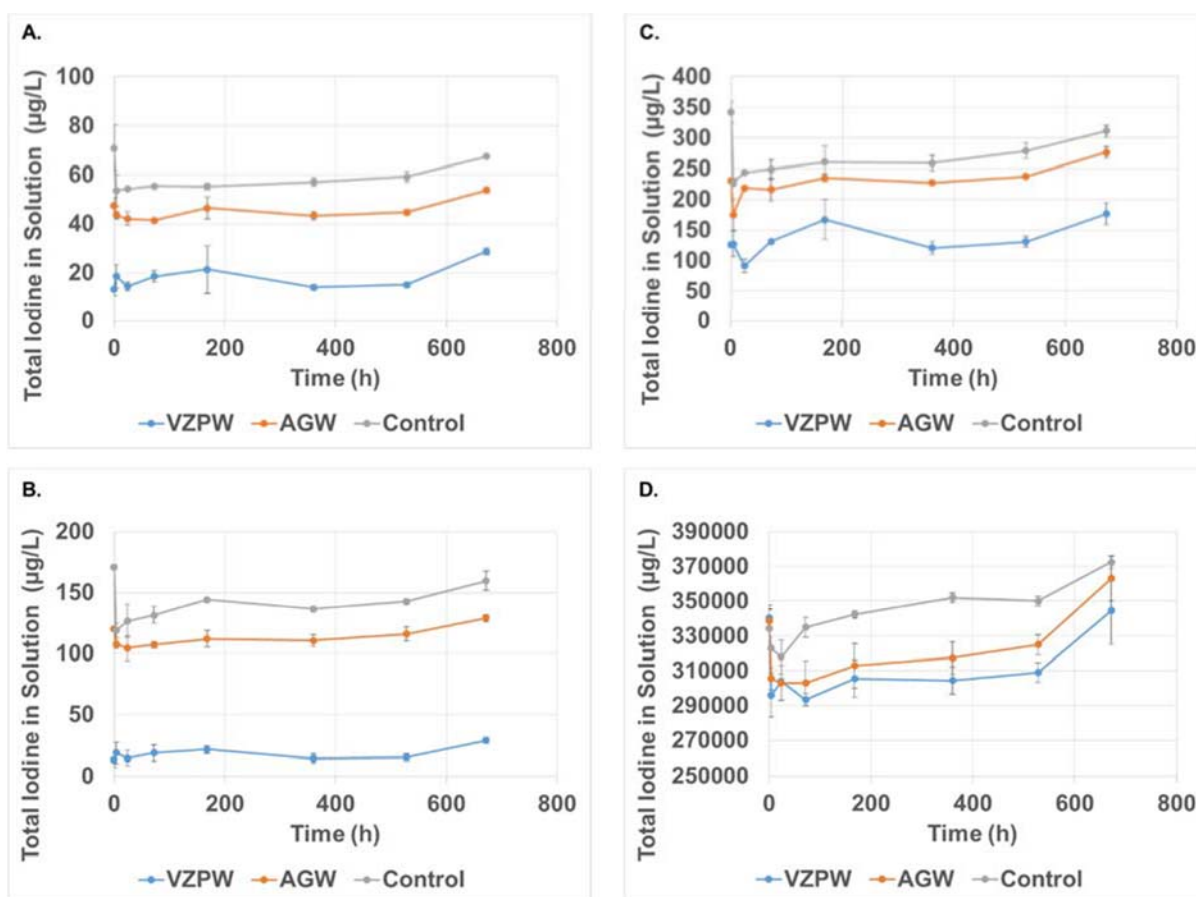 A.
Total Iodine in Solution (µg/L)
100
80
60
40
20
0
0 200 400 600 800
Time (h)
VZPW AGW Control
B.
Total Iodine in Solution (µg/L)
200
150
100
50
0
0 200 400 600 800
Time (h)
VZPW AGW Control
C.
Total Iodine in Solution (µg/L)
400
350
300
250
200
150
100
50
0
0 200 400 600 800
Time (h)
VZPW AGW Control
D.
Total Iodine in Solution (µg/L)
390000
370000
350000
330000
310000
290000
270000
250000
0 200 400 600 800
Time (h)
VZPW AGW Control